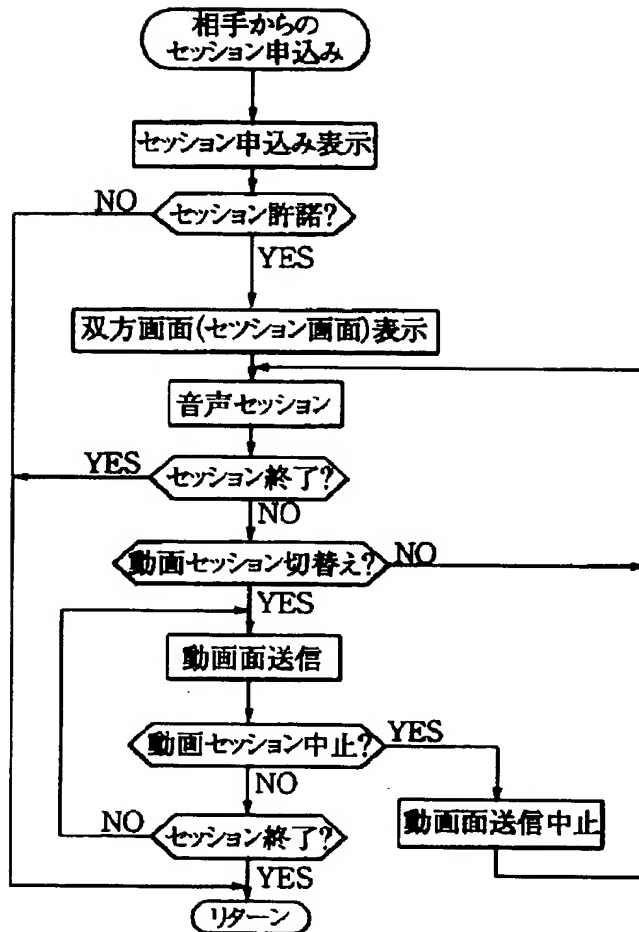 相手からの
セッション申込み
セッション申込み表示
NO
セッション許諾?
YES
双方画面(セッション画面)表示
音声セッション
YES
セッション終了?
NO
動画セッション切替え?
NO
YES
動画面送信
動画セッション中止?
YES
NO
動画面送信中止
NO
セッション終了?
YES
リターン